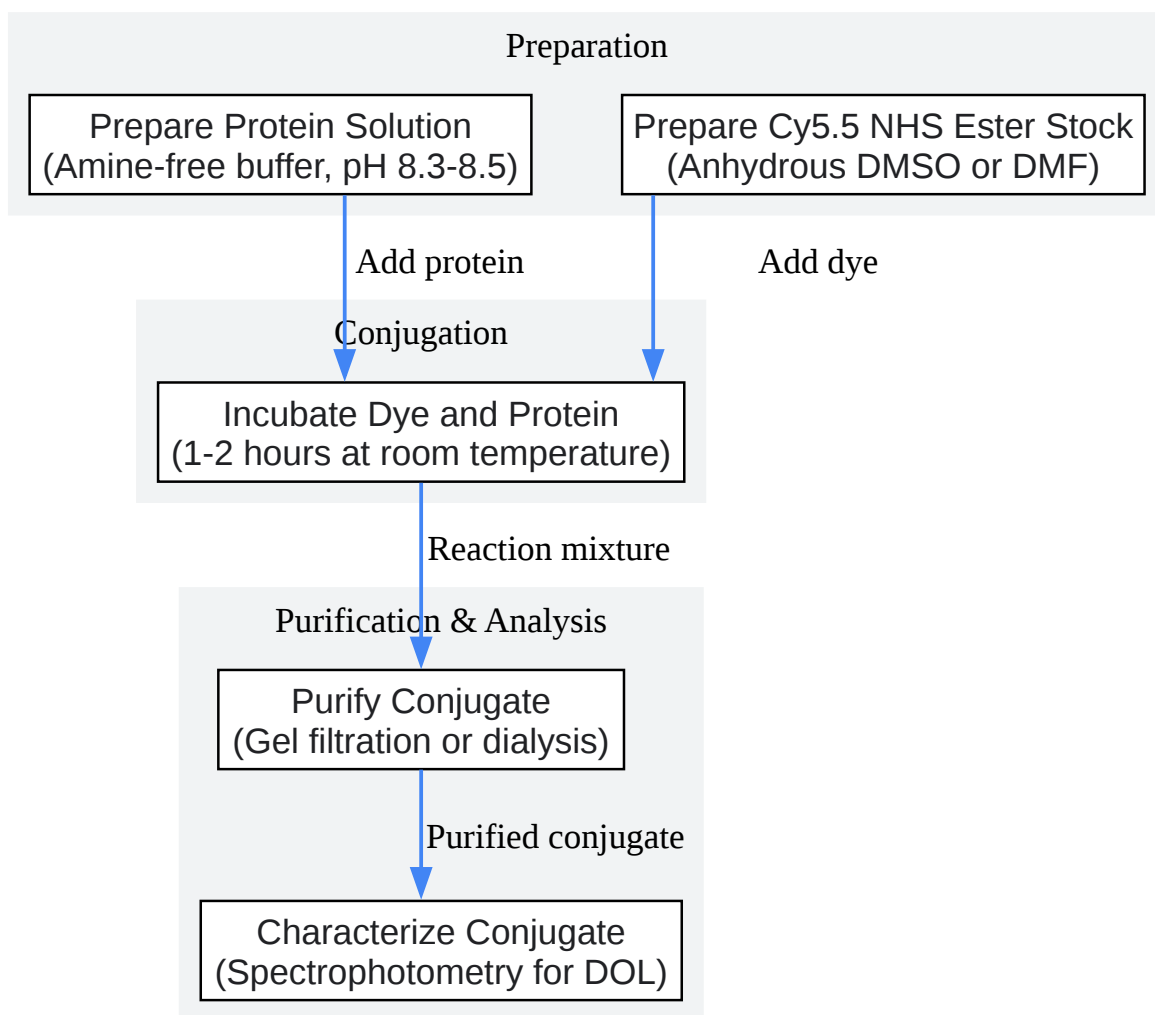 Preparation
Prepare Protein Solution
(Amine-free buffer, pH 8.3-8.5)
Prepare Cy5.5 NHS Ester Stock
(Anhydrous DMSO or DMF)
Add protein
Add dye
Conjugation
Incubate Dye and Protein
(1-2 hours at room temperature)
Reaction mixture
Purification & Analysis
Purify Conjugate
(Gel filtration or dialysis)
Purified conjugate
Characterize Conjugate
(Spectrophotometry for DOL)